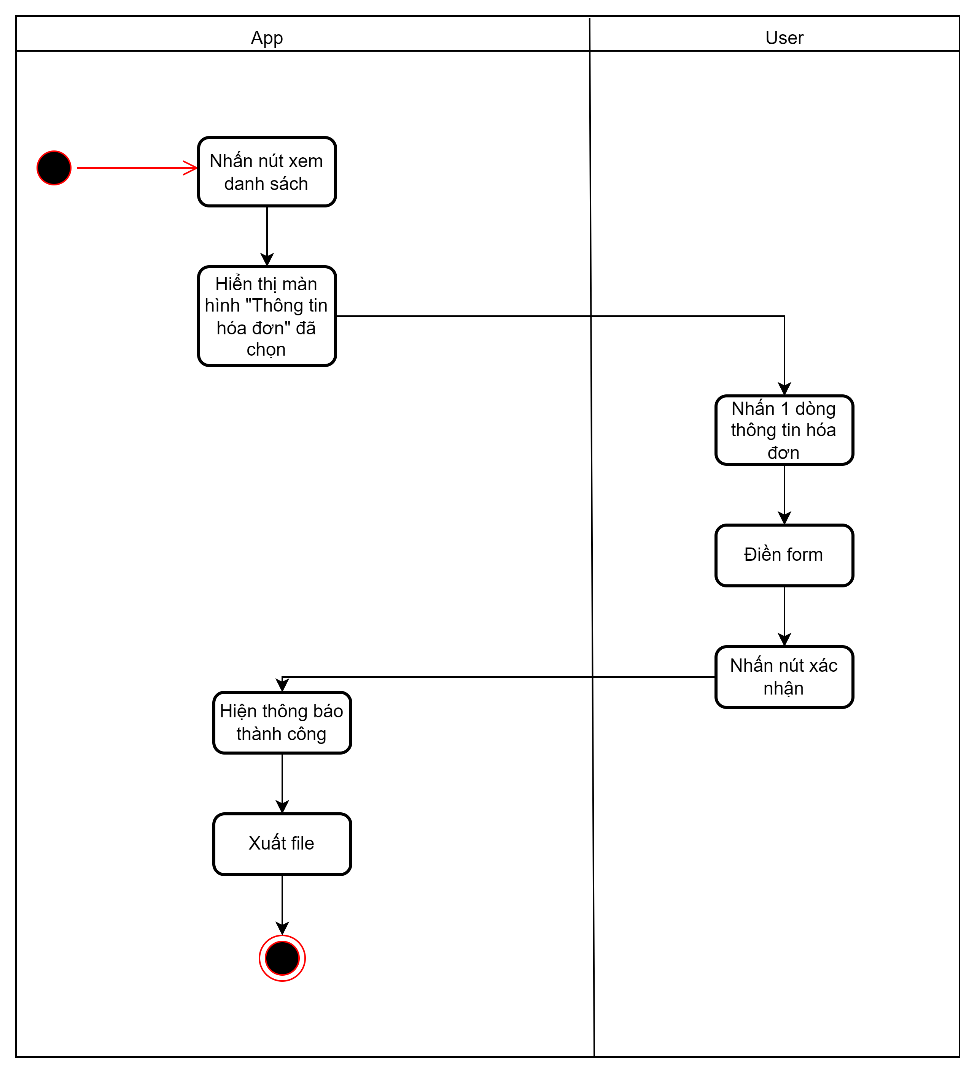 App
User
Nhấn nút xem
danh sách
Hiển thị màn
hình "Thông tin
hóa đơn" đã
chọn
Nhấn 1 dòng
thông tin hóa
đơn
Điền form
Nhấn nút xác
nhận
Hiện thông báo
thành công
Xuất file